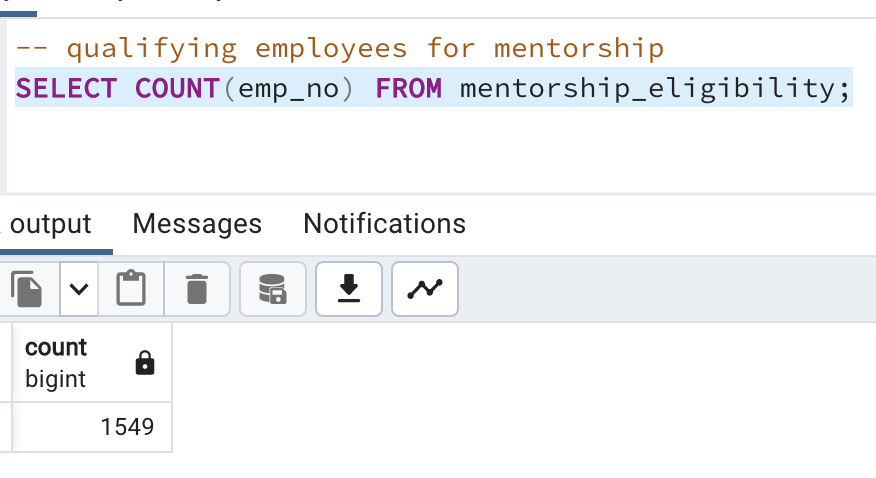 -- qualifying employees for mentorship
SELECT COUNT(emp_no) FROM mentorship_eligibility;
output Messages Notifications
count
bigint
1549